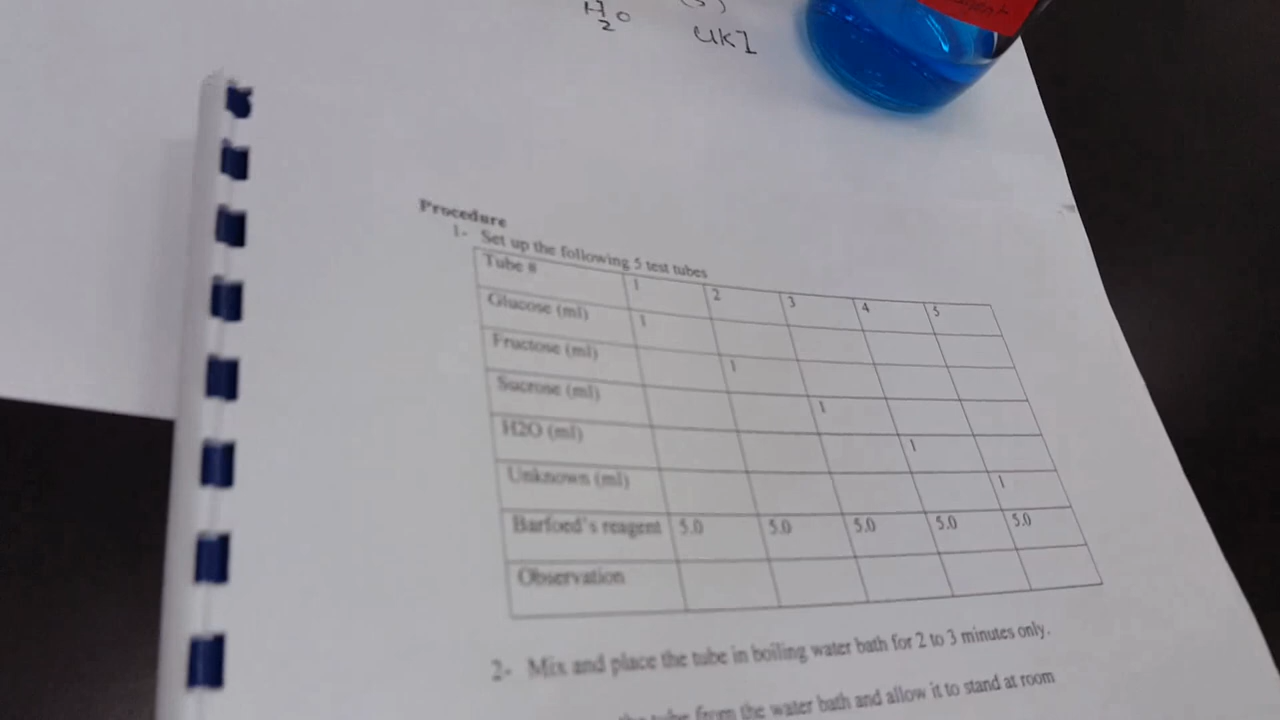 H2O
Procedure
1- Set up the following 5 test tubes
Tube # 1 2 3 4 5
Glucose (ml) 1
Fructose (ml) 1
Sucrose (ml) 1
H2O (ml) 1
Unknown (ml) 1
Barfoed's reagent 5.0 5.0 5.0 5.0 5.0
Observation
2- Mix and place the tube in boiling water bath for 2 to 3 minutes only.
the tube from the water bath and allow it to stand at room